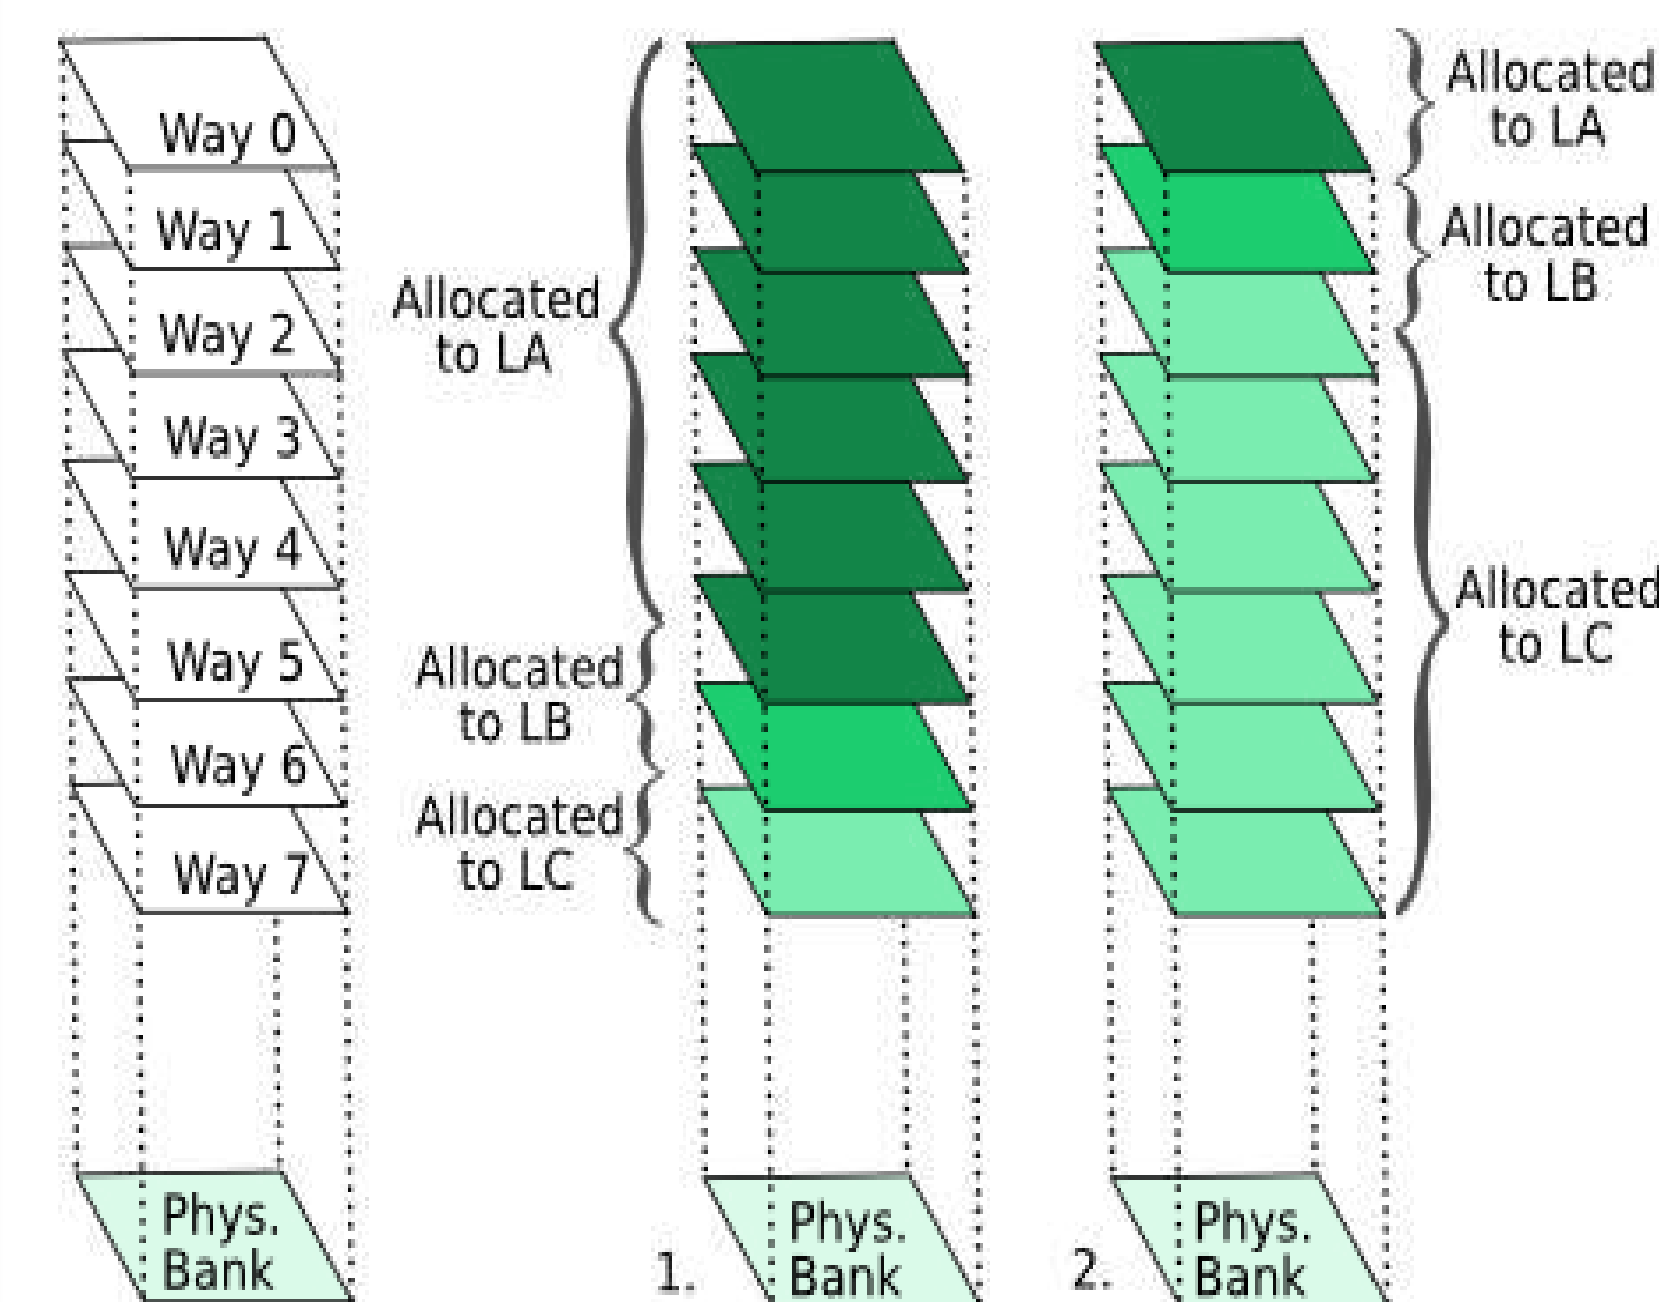 Way 0
Way 1
Way 2
Way 3
Way 4
Way 5
Way 6
Way 7
Phys.
Bank
Allocated
to LA
Allocated
to LB
Allocated
to LC
1.
Phys.
Bank
Allocated
to LA
Allocated
to LB
Allocated
to LC
2.
Phys.
Bank